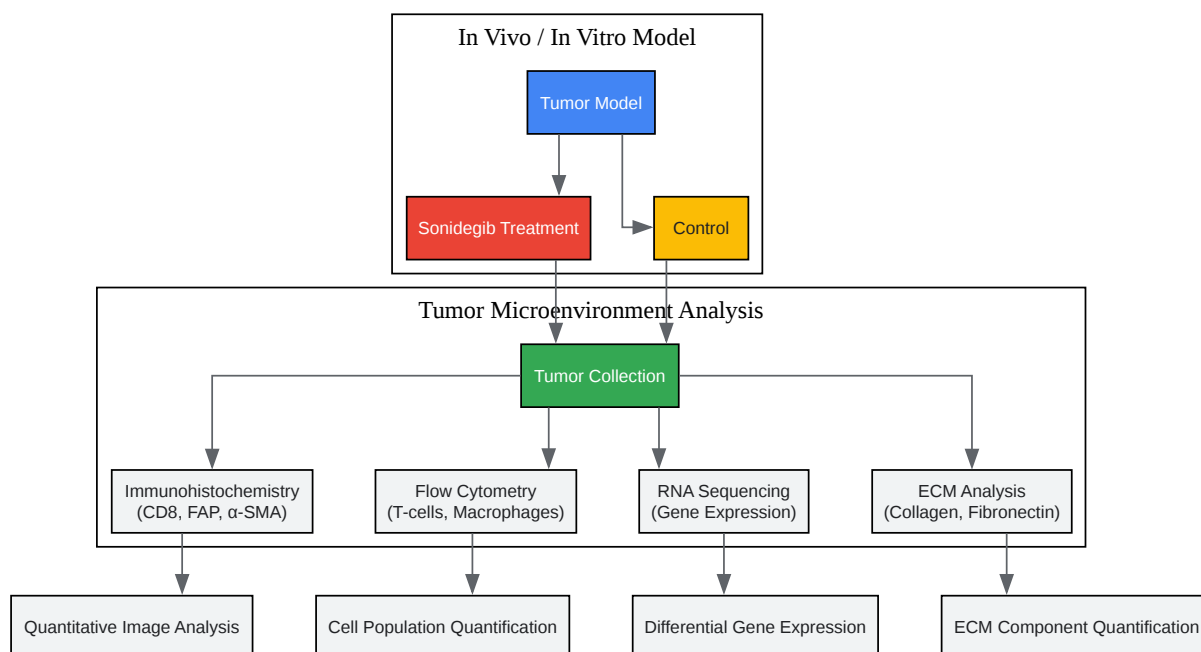 In Vivo / In Vitro Model
Tumor Model
Sonidegib Treatment
Control
Tumor Microenvironment Analysis
Tumor Collection
Immunohistochemistry
(CD8, FAP, α-SMA)
Flow Cytometry
(T-cells, Macrophages)
RNA Sequencing
(Gene Expression)
ECM Analysis
(Collagen, Fibronectin)
Quantitative Image Analysis
Cell Population Quantification
Differential Gene Expression
ECM Component Quantification